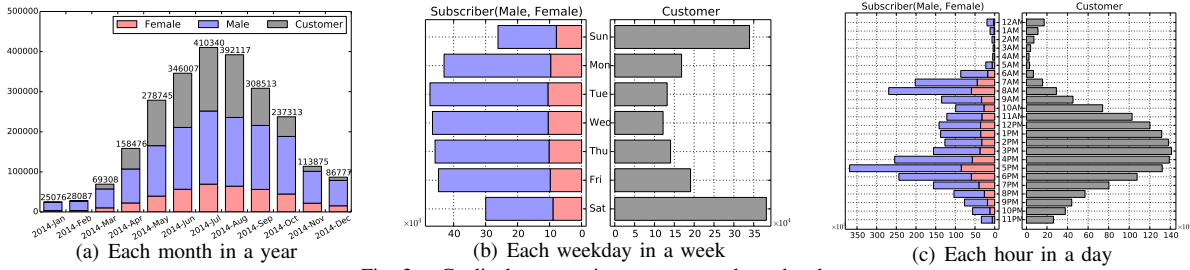 Female Male Customer
500000
400000
300000
200000
100000
0
25076
28087
69308
158476
278745
346007
410340
392117
308513
237313
113875
86777
2014-Jan
2014-Feb
2014-Mar
2014-Apr
2014-May
2014-Jun
2014-Jul
2014-Aug
2014-Sep
2014-Oct
2014-Nov
2014-Dec
(a) Each month in a year
Subscriber(Male, Female)
Customer
Sun
Mon
Tue
Wed
Thu
Fri
Sat
40 30 20 10 0
0 5 10 15 20 25 30 35
(b) Each weekday in a week
Subscriber(Male, Female)
Customer
12AM
1AM
2AM
3AM
4AM
5AM
6AM
7AM
8AM
9AM
10AM
11AM
12PM
1PM
2PM
3PM
4PM
5PM
6PM
7PM
8PM
9PM
10PM
11PM
350 300 250 200 150 100 50 0
0 20 40 60 80 100 120 140
(c) Each hour in a day